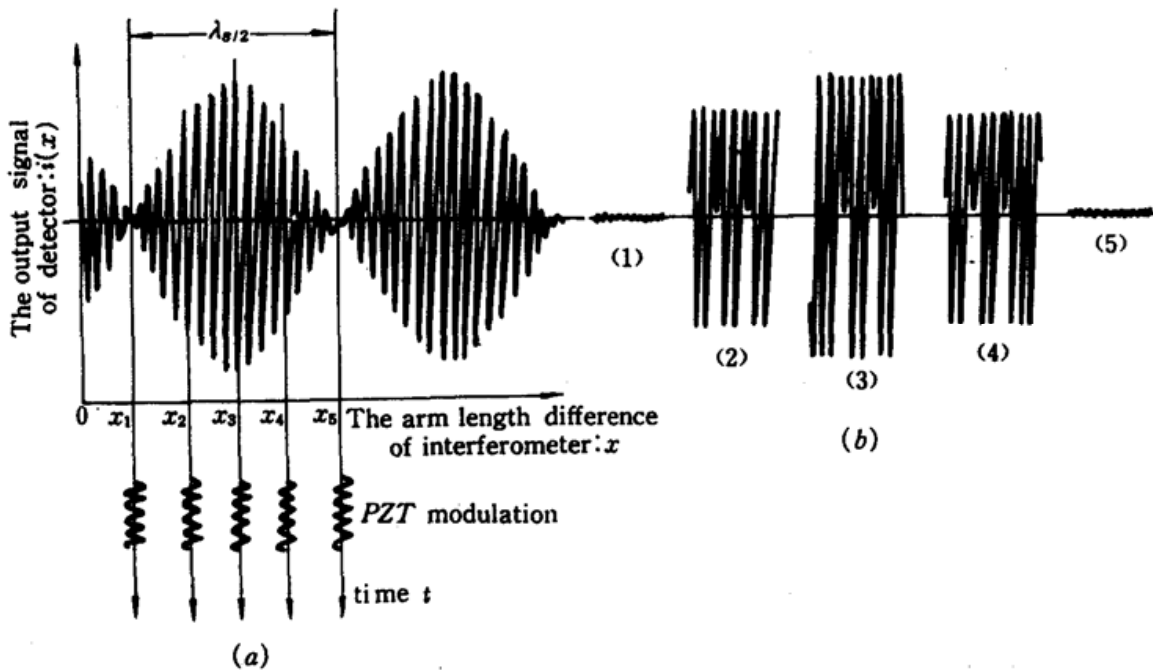 λs/2
The output signal
of detector:i(x)
(1)
(2)
(3)
(4)
(5)
0 x1 x2 x3 x4 x5 The arm length difference
of interferometer:x
(b)
PZT modulation
time t
(a)